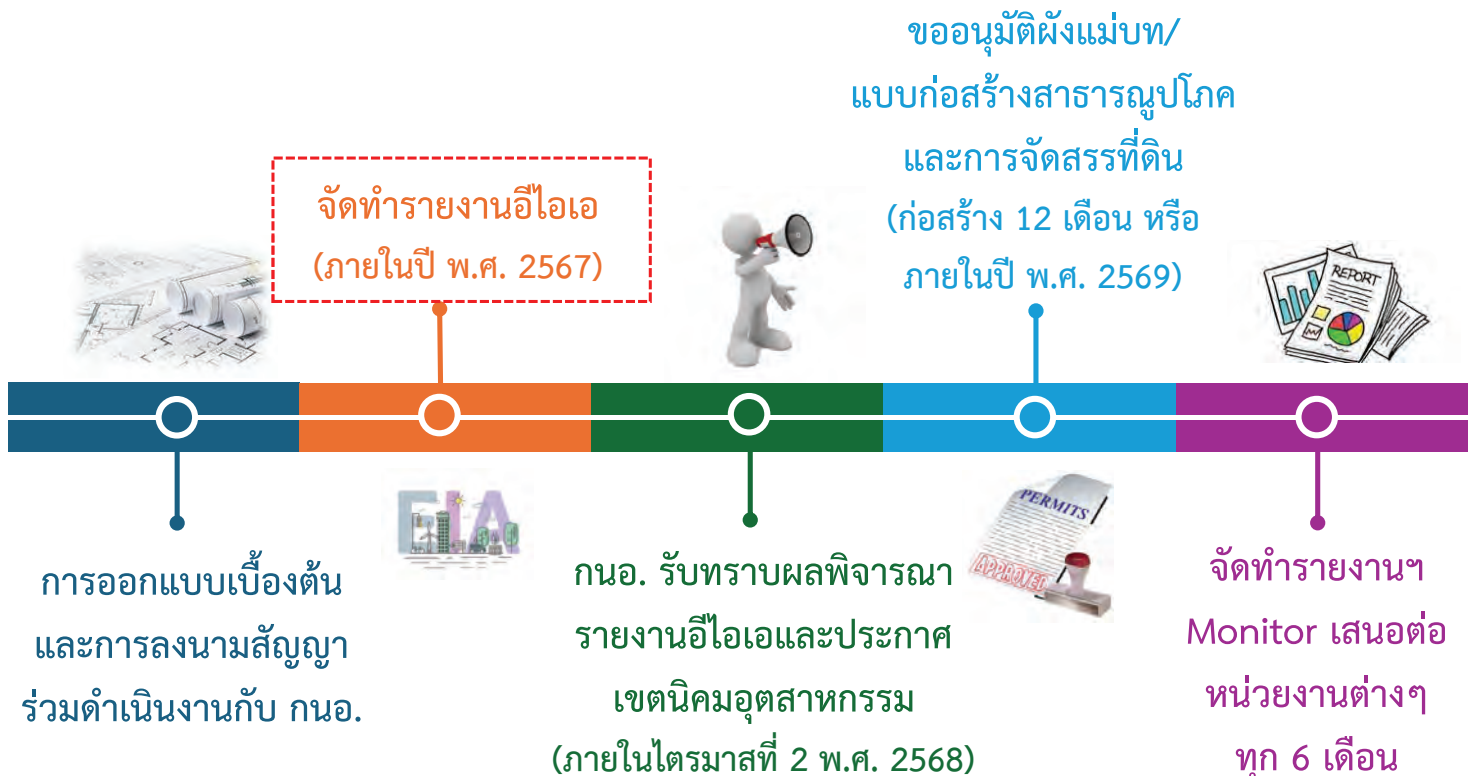 การออกแบบเบื้องต้น
และการลงนามสัญญา
ร่วมดำเนินงานกับ กนอ.
จัดทำรายงานอีไอเอ
(ภายในปี พ.ศ. 2567)
EIA
กนอ. รับทราบผลพิจารณา
รายงานอีไอเอและประกาศ
เขตนิคมอุตสาหกรรม
(ภายในไตรมาสที่ 2 พ.ศ. 2568)
ขออนุมัติผังแม่บท/
แบบก่อสร้างสาธารณูปโภค
และการจัดสรรที่ดิน
(ก่อสร้าง 12 เดือน หรือ
ภายในปี พ.ศ. 2569)
PERMITS
APPROVED
REPORT
จัดทำรายงานฯ
Monitor เสนอต่อ
หน่วยงานต่างๆ
ทุก 6 เดือน